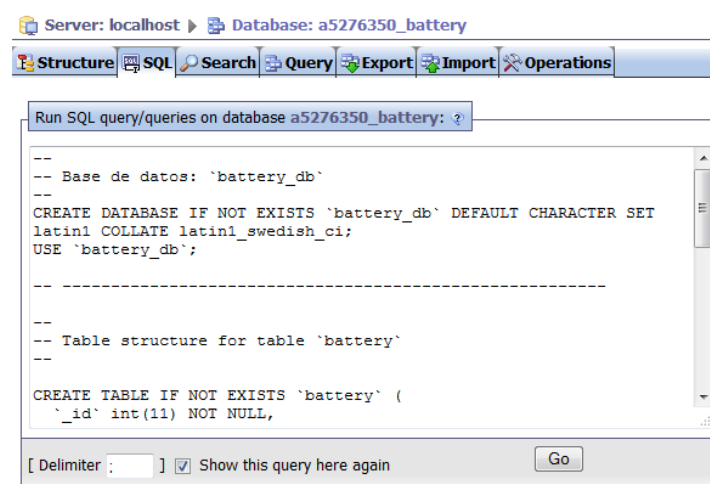 Server: localhost ▶ Database: a5276350_battery
Structure SQL Search Query Export Import Operations
Run SQL query/queries on database a5276350_battery:
--
-- Base de datos: `battery_db`
--
CREATE DATABASE IF NOT EXISTS `battery_db` DEFAULT CHARACTER SET
latin1 COLLATE latin1_swedish_ci;
USE `battery_db`;
-- --------------------------------------------------------
--
-- Table structure for table `battery`
--
CREATE TABLE IF NOT EXISTS `battery` (
`_id` int(11) NOT NULL,
[ Delimiter ; ] Show this query here again Go